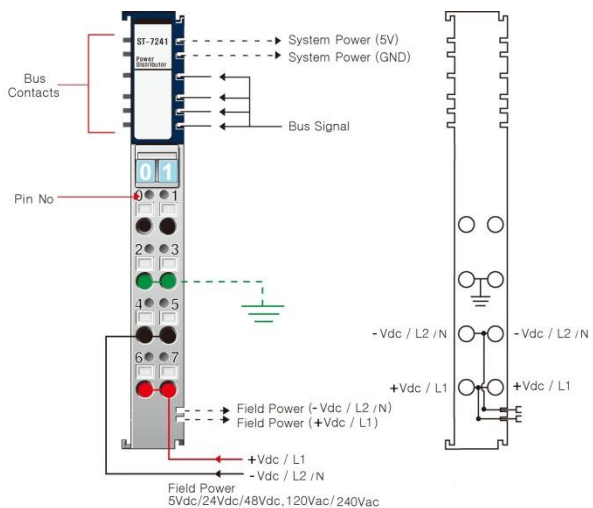 ST-7241
Power
Distributor
System Power (5V)
System Power (GND)
Bus
Contacts
Bus Signal
01
Pin No
0 1
2 3
4 5
6 7
Field Power (-Vdc / L2 / N)
Field Power (+Vdc / L1)
+Vdc / L1
-Vdc / L2 / N
Field Power
5Vdc/24Vdc/48Vdc, 120Vac/240Vac
-Vdc / L2 / N
-Vdc / L2 / N
+Vdc / L1
+Vdc / L1